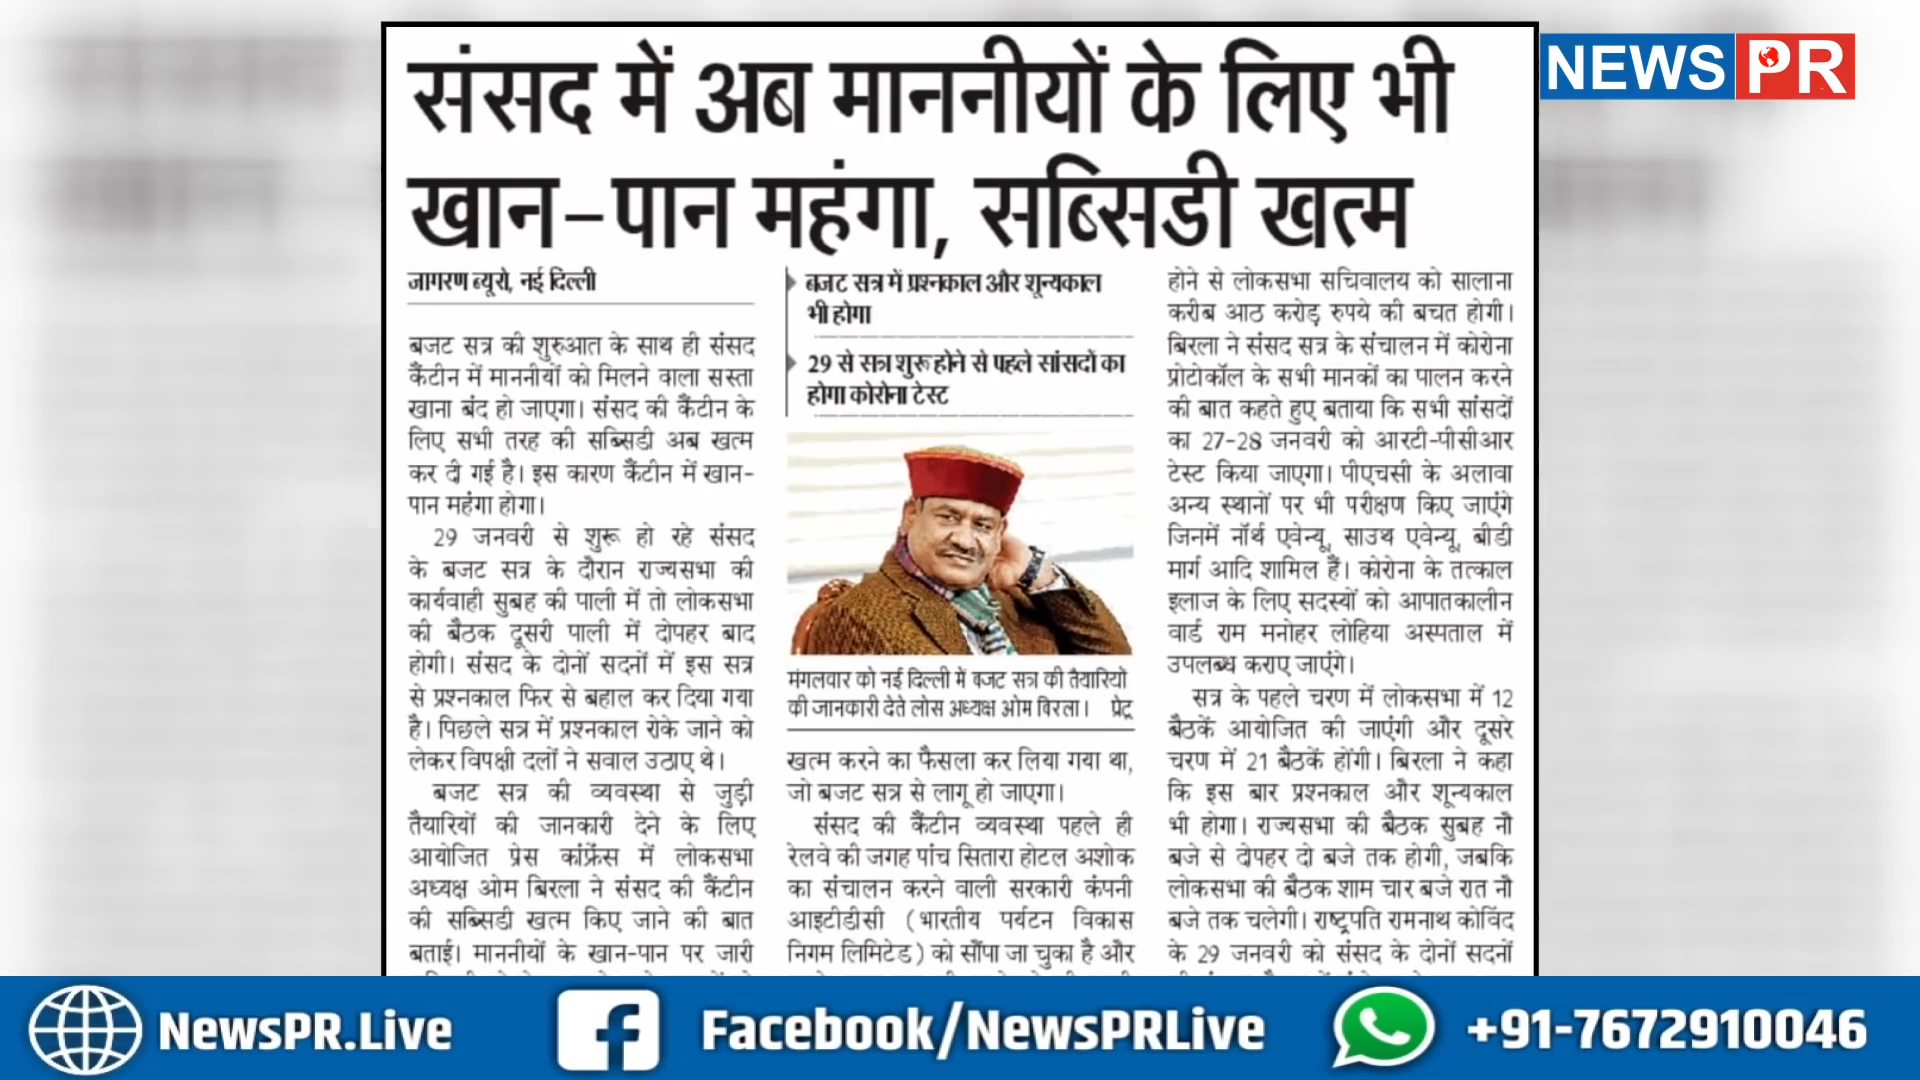 संसद में अब माननीयों के लिए भी
खान-पान महंगा, सब्सिडी खत्म
NEWS PR
जागरण ब्यूरो, नई दिल्ली
बजट सत्र की शुरुआत के साथ ही संसद
कैंटीन में माननीयों को मिलने वाला सस्ता
खाना बंद हो जाएगा। संसद की कैंटीन के
लिए सभी तरह की सब्सिडी अब खत्म
कर दी गई है। इस कारण कैंटीन में खान-
पान महंगा होगा।
29 जनवरी से शुरू हो रहे संसद
के बजट सत्र के दौरान राज्यसभा की
कार्यवाही सुबह की पाली में तो लोकसभा
की बैठक दूसरी पाली में दोपहर बाद
होगी। संसद के दोनों सदनों में इस सत्र
से प्रश्नकाल फिर से बहाल कर दिया गया
है। पिछले सत्र में प्रश्नकाल रोके जाने को
लेकर विपक्षी दलों ने सवाल उठाए थे।
बजट सत्र की व्यवस्था से जुड़ी
तैयारियों की जानकारी देने के लिए
आयोजित प्रेस कांफ्रेंस में लोकसभा
अध्यक्ष ओम बिरला ने संसद की कैंटीन
की सब्सिडी खत्म किए जाने की बात
बताई। माननीयों के खान-पान पर जारी
बजट सत्र में प्रश्नकाल और शून्यकाल
भी होगा
29 से सत्र शुरू होने से पहले सांसदों का
होगा कोरोना टेस्ट
मंगलवार को नई दिल्ली में बजट सत्र की तैयारियों
की जानकारी देते लोस अध्यक्ष ओम बिरला। प्रेट्र
खत्म करने का फैसला कर लिया गया था,
जो बजट सत्र से लागू हो जाएगा।
संसद की कैंटीन व्यवस्था पहले ही
रेलवे की जगह पांच सितारा होटल अशोक
का संचालन करने वाली सरकारी कंपनी
आइटीडीसी (भारतीय पर्यटन विकास
निगम लिमिटेड) को सौंपा जा चुका है और
होने से लोकसभा सचिवालय को सालाना
करीब आठ करोड़ रुपये की बचत होगी।
बिरला ने संसद सत्र के संचालन में कोरोना
प्रोटोकॉल के सभी मानकों का पालन करने
की बात कहते हुए बताया कि सभी सांसदों
का 27-28 जनवरी को आरटी-पीसीआर
टेस्ट किया जाएगा। पीएचसी के अलावा
अन्य स्थानों पर भी परीक्षण किए जाएंगे
जिनमें नॉर्थ एवेन्यू, साउथ एवेन्यू, बीडी
मार्ग आदि शामिल हैं। कोरोना के तत्काल
इलाज के लिए सदस्यों को आपातकालीन
वार्ड राम मनोहर लोहिया अस्पताल में
उपलब्ध कराए जाएंगे।
सत्र के पहले चरण में लोकसभा में 12
बैठकें आयोजित की जाएंगी और दूसरे
चरण में 21 बैठकें होंगी। बिरला ने कहा
कि इस बार प्रश्नकाल और शून्यकाल
भी होगा। राज्यसभा की बैठक सुबह नौ
बजे से दोपहर दो बजे तक होगी, जबकि
लोकसभा की बैठक शाम चार बजे रात नौ
बजे तक चलेगी। राष्ट्रपति रामनाथ कोविंद
के 29 जनवरी को संसद के दोनों सदनों
NewsPR.Live
Facebook/NewsPRLive
+91-7672910046